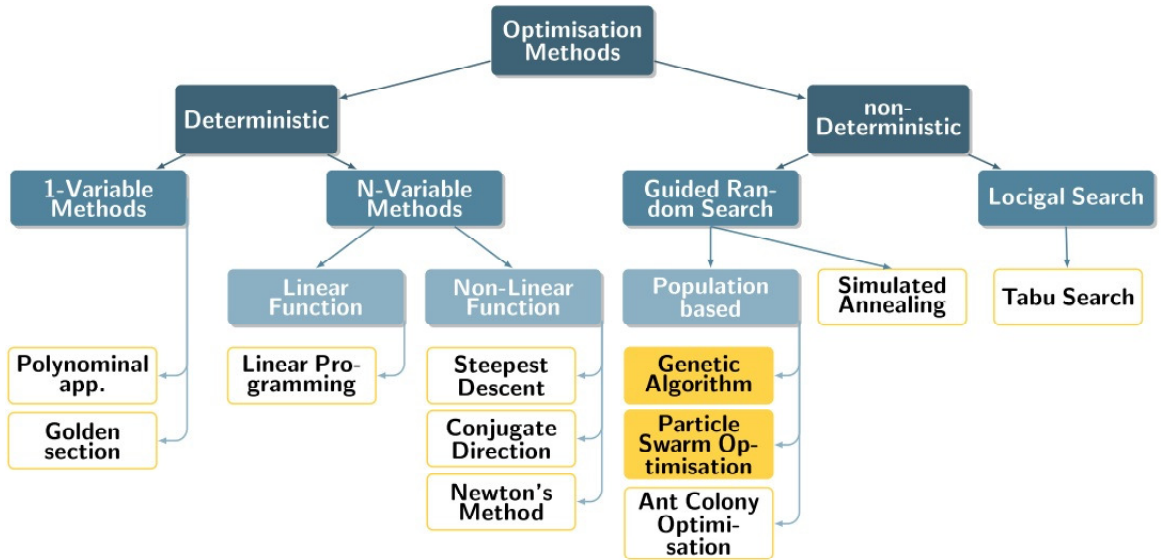 Optimisation
Methods
Deterministic
non-
Deterministic
1-Variable
Methods
N-Variable
Methods
Guided Ran-
dom Search
Locigal Search
Linear
Function
Non-Linear
Function
Population
based
Simulated
Annealing
Tabu Search
Polynominal
app.
Linear Pro-
gramming
Steepest
Descent
Genetic
Algorithm
Golden
section
Conjugate
Direction
Particle
Swarm Op-
timisation
Newton's
Method
Ant Colony
Optimi-
sation